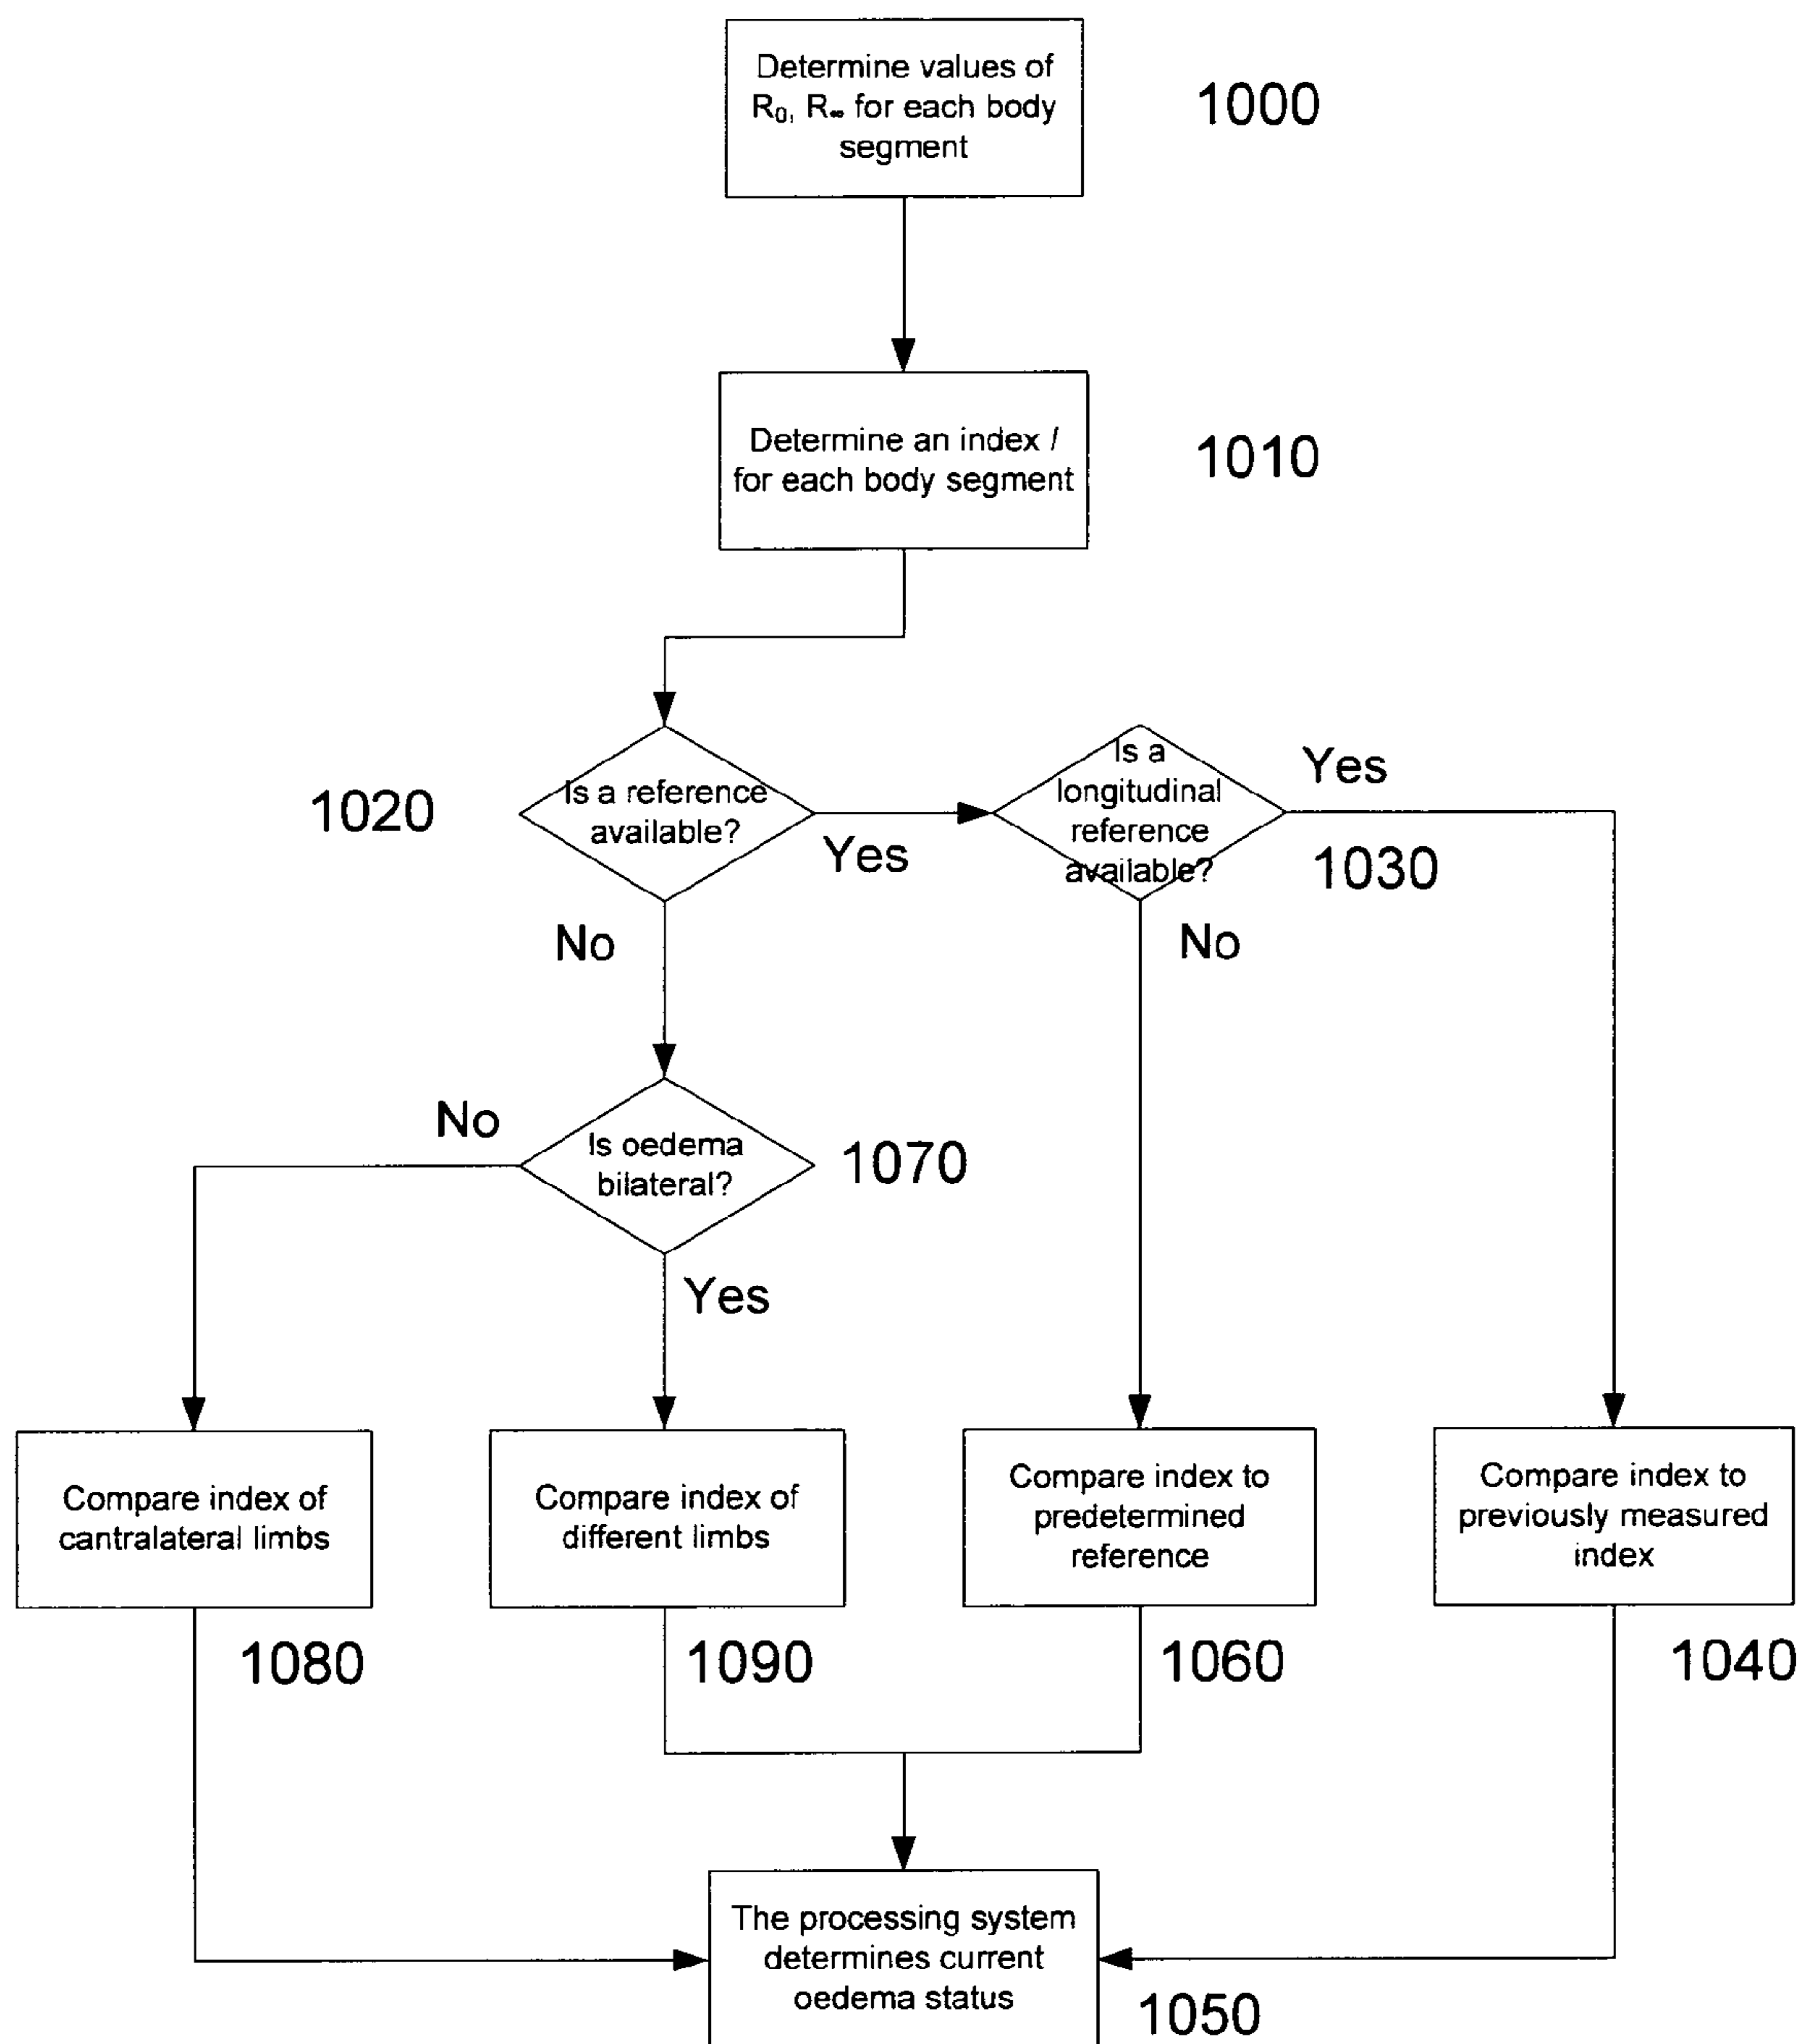 Determine values of
R₀, R∞ for each body
segment
1000
Determine an index I
for each body segment
1010
1020
Is a reference
available?
Yes
Is a
longitudinal
reference
available?
Yes
1030
No
No
No
Is oedema
bilateral?
1070
Yes
Compare index of
cantralateral limbs
Compare index of
different limbs
Compare index to
predetermined
reference
Compare index to
previously measured
index
1080
1090
1060
1040
The processing system
determines current
oedema status
1050